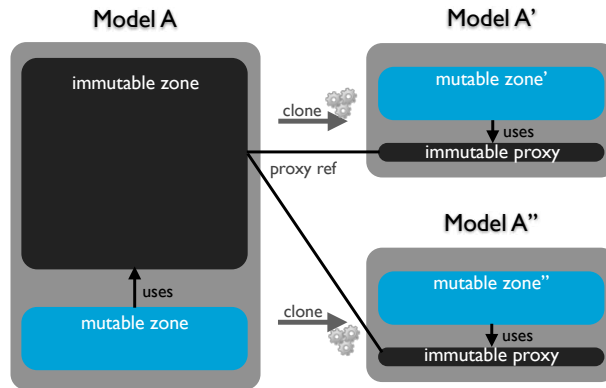 Model A
immutable zone
uses
mutable zone
clone
proxy ref
clone
Model A'
mutable zone'
uses
immutable proxy
Model A''
mutable zone''
uses
immutable proxy